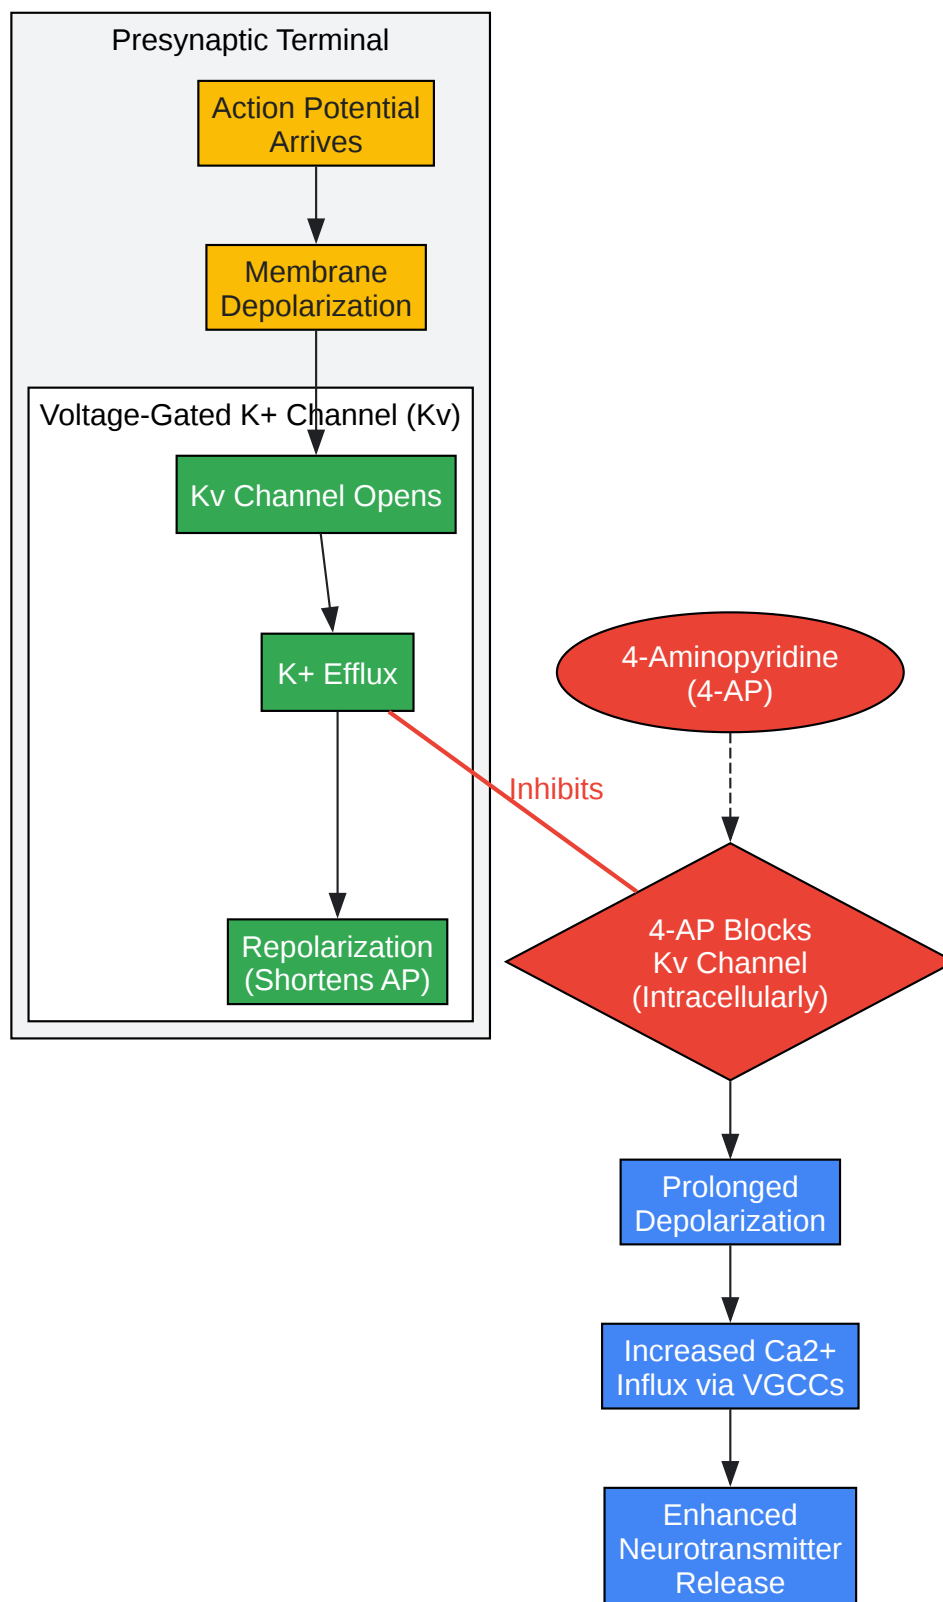 Presynaptic Terminal
Action Potential
Arrives
Membrane
Depolarization
Voltage-Gated K+ Channel (Kv)
Kv Channel Opens
K+ Efflux
4-Aminopyridine
(4-AP)
Inhibits
Repolarization
(Shortens AP)
4-AP Blocks
Kv Channel
(Intracellularly)
Prolonged
Depolarization
Increased Ca2+
Influx via VGCCs
Enhanced
Neurotransmitter
Release